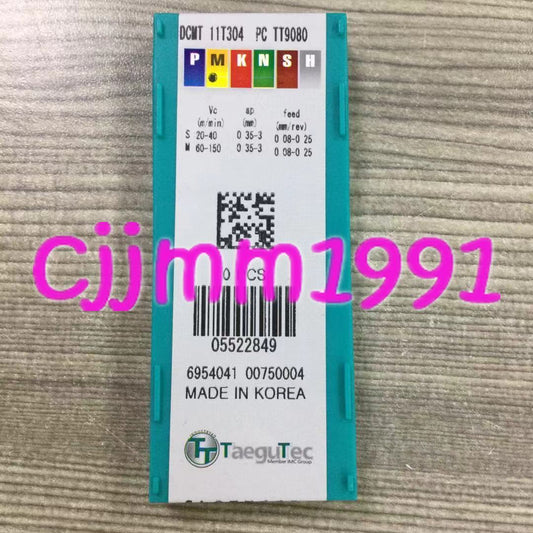 DCMT 11T304 PC TT9080
P M K N S H
Vc ap feed
(m/min) (mm) (mm/rev)
S 20-40 0 35-3 0 08-0 25
M 60-150 0 35-3 0 08-0 25
cjjmm1991
05522849
6954041 00750004
MADE IN KOREA
TT TaeguTec
Member IMC Group